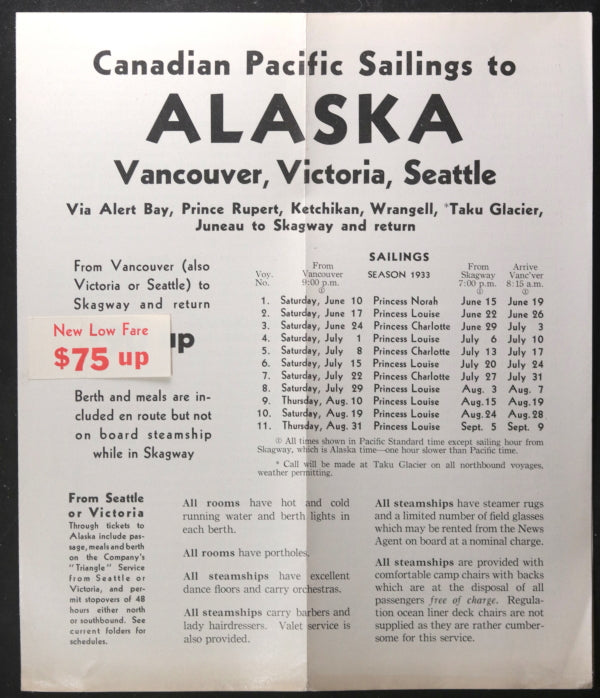 Canadian Pacific Sailings to
ALASKA
Vancouver, Victoria, Seattle
Via Alert Bay, Prince Rupert, Ketchikan, Wrangell, *Taku Glacier,
Juneau to Skagway and return
From Vancouver (also
Victoria or Seattle) to
Skagway and return
New Low Fare
$75 up
up
Berth and meals are in-
cluded en route but not
on board steamship
while in Skagway
SAILINGS
SEASON 1933
Voy. No. From Vancouver 9:00 p.m. ① From Skagway 7:00 p.m. ① Arrive Vanc'ver 8:15 a.m. ①
1. Saturday, June 10 Princess Norah June 15 June 19
2. Saturday, June 17 Princess Louise June 22 June 26
3. Saturday, June 24 Princess Charlotte June 29 July 3
4. Saturday, July 1 Princess Louise July 6 July 10
5. Saturday, July 8 Princess Charlotte July 13 July 17
6. Saturday, July 15 Princess Louise July 20 July 24
7. Saturday, July 22 Princess Charlotte July 27 July 31
8. Saturday, July 29 Princess Louise Aug. 3 Aug. 7
9. Thursday, Aug. 10 Princess Louise Aug. 15 Aug. 19
10. Saturday, Aug. 19 Princess Louise Aug. 24 Aug. 28
11. Thursday, Aug. 31 Princess Louise Sept. 5 Sept. 9
① All times shown in Pacific Standard time except sailing hour from
Skagway, which is Alaska time—one hour slower than Pacific time.
* Call will be made at Taku Glacier on all northbound voyages,
weather permitting.
From Seattle
or Victoria
Through tickets to
Alaska include pas-
sage, meals and berth
on the Company's
"Triangle" Service
from Seattle or
Victoria, and per-
mit stopovers of 48
hours either north
or southbound. See
current folders for
schedules.
All rooms have hot and cold
running water and berth lights in
each berth.
All rooms have portholes.
All steamships have excellent
dance floors and carry orchestras.
All steamships carry barbers and
lady hairdressers. Valet service is
also provided.
All steamships have steamer rugs
and a limited number of field glasses
which may be rented from the News
Agent on board at a nominal charge.
All steamships are provided with
comfortable camp chairs with backs
which are at the disposal of all
passengers free of charge. Regula-
tion ocean liner deck chairs are not
supplied as they are rather cumber-
some for this service.